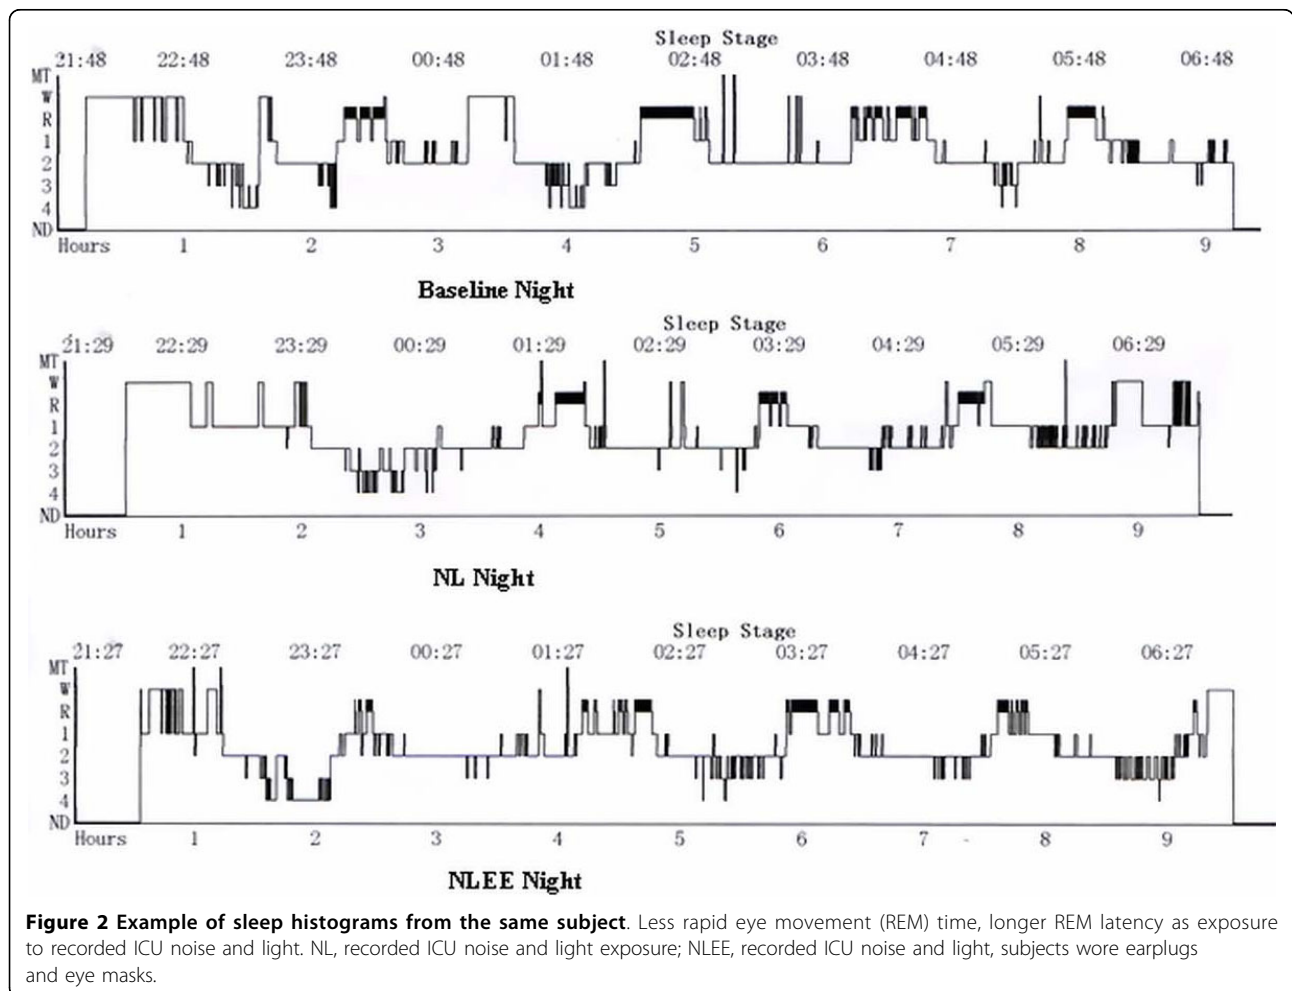 Sleep Stage
21:48 22:48 23:48 00:48 01:48 02:48 03:48 04:48 05:48 06:48
MT
W
R
1
2
3
4
ND
Hours 1 2 3 4 5 6 7 8 9
Baseline Night
Sleep Stage
21:29 22:29 23:29 00:29 01:29 02:29 03:29 04:29 05:29 06:29
MT
W
R
1
2
3
4
ND
Hours 1 2 3 4 5 6 7 8 9
NL Night
Sleep Stage
21:27 22:27 23:27 00:27 01:27 02:27 03:27 04:27 05:27 06:27
MT
W
R
1
2
3
4
ND
Hours 1 2 3 4 5 6 7 8 9
NLEE Night
Figure 2 Example of sleep histograms from the same subject. Less rapid eye movement (REM) time, longer REM latency as exposure
to recorded ICU noise and light. NL, recorded ICU noise and light exposure; NLEE, recorded ICU noise and light, subjects wore earplugs
and eye masks.